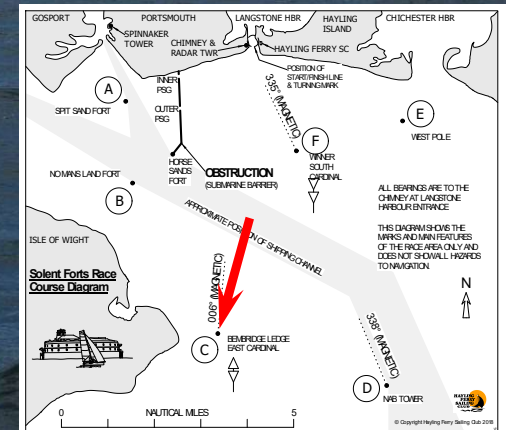 GOSPORT
PORTSMOUTH
LANGSTONE HBR
HAYLING
ISLAND
CHICHESTER HBR
SPINNAKER
TOWER
CHIMNEY &
RADAR TWR
HAYLING FERRY SC
POSITION OF
START/FINISH LINE
& TURNING MARK
INNER
PSG
OUTER
PSG
A
SPIT SAND FORT
335° (MAGNETIC)
E
WEST POLE
F
WINNER
SOUTH
CARDINAL
HORSE
SANDS
FORT
OBSTRUCTION
(SUBMARINE BARRIER)
NO MANS LAND FORT
B
ALL BEARINGS ARE TO THE
CHIMNEY AT LANGSTONE
HARBOUR ENTRANCE
THIS DIAGRAM SHOWS THE
MARKS AND MAIN FEATURES
OF THE RACE AREA ONLY AND
DOES NOT SHOW ALL HAZARDS
TO NAVIGATION.
APPROXIMATE POSITION OF SHIPPING CHANNEL
ISLE OF WIGHT
Solent Forts Race
Course Diagram
006° (MAGNETIC)
N
338° (MAGNETIC)
C
BEMBRIDGE LEDGE
EAST CARDINAL
D
NAB TOWER
0
NAUTICAL MILES
5
HAYLING
FERRY
SAILING
CLUB
© Copyright Hayling Ferry Sailing Club 2018